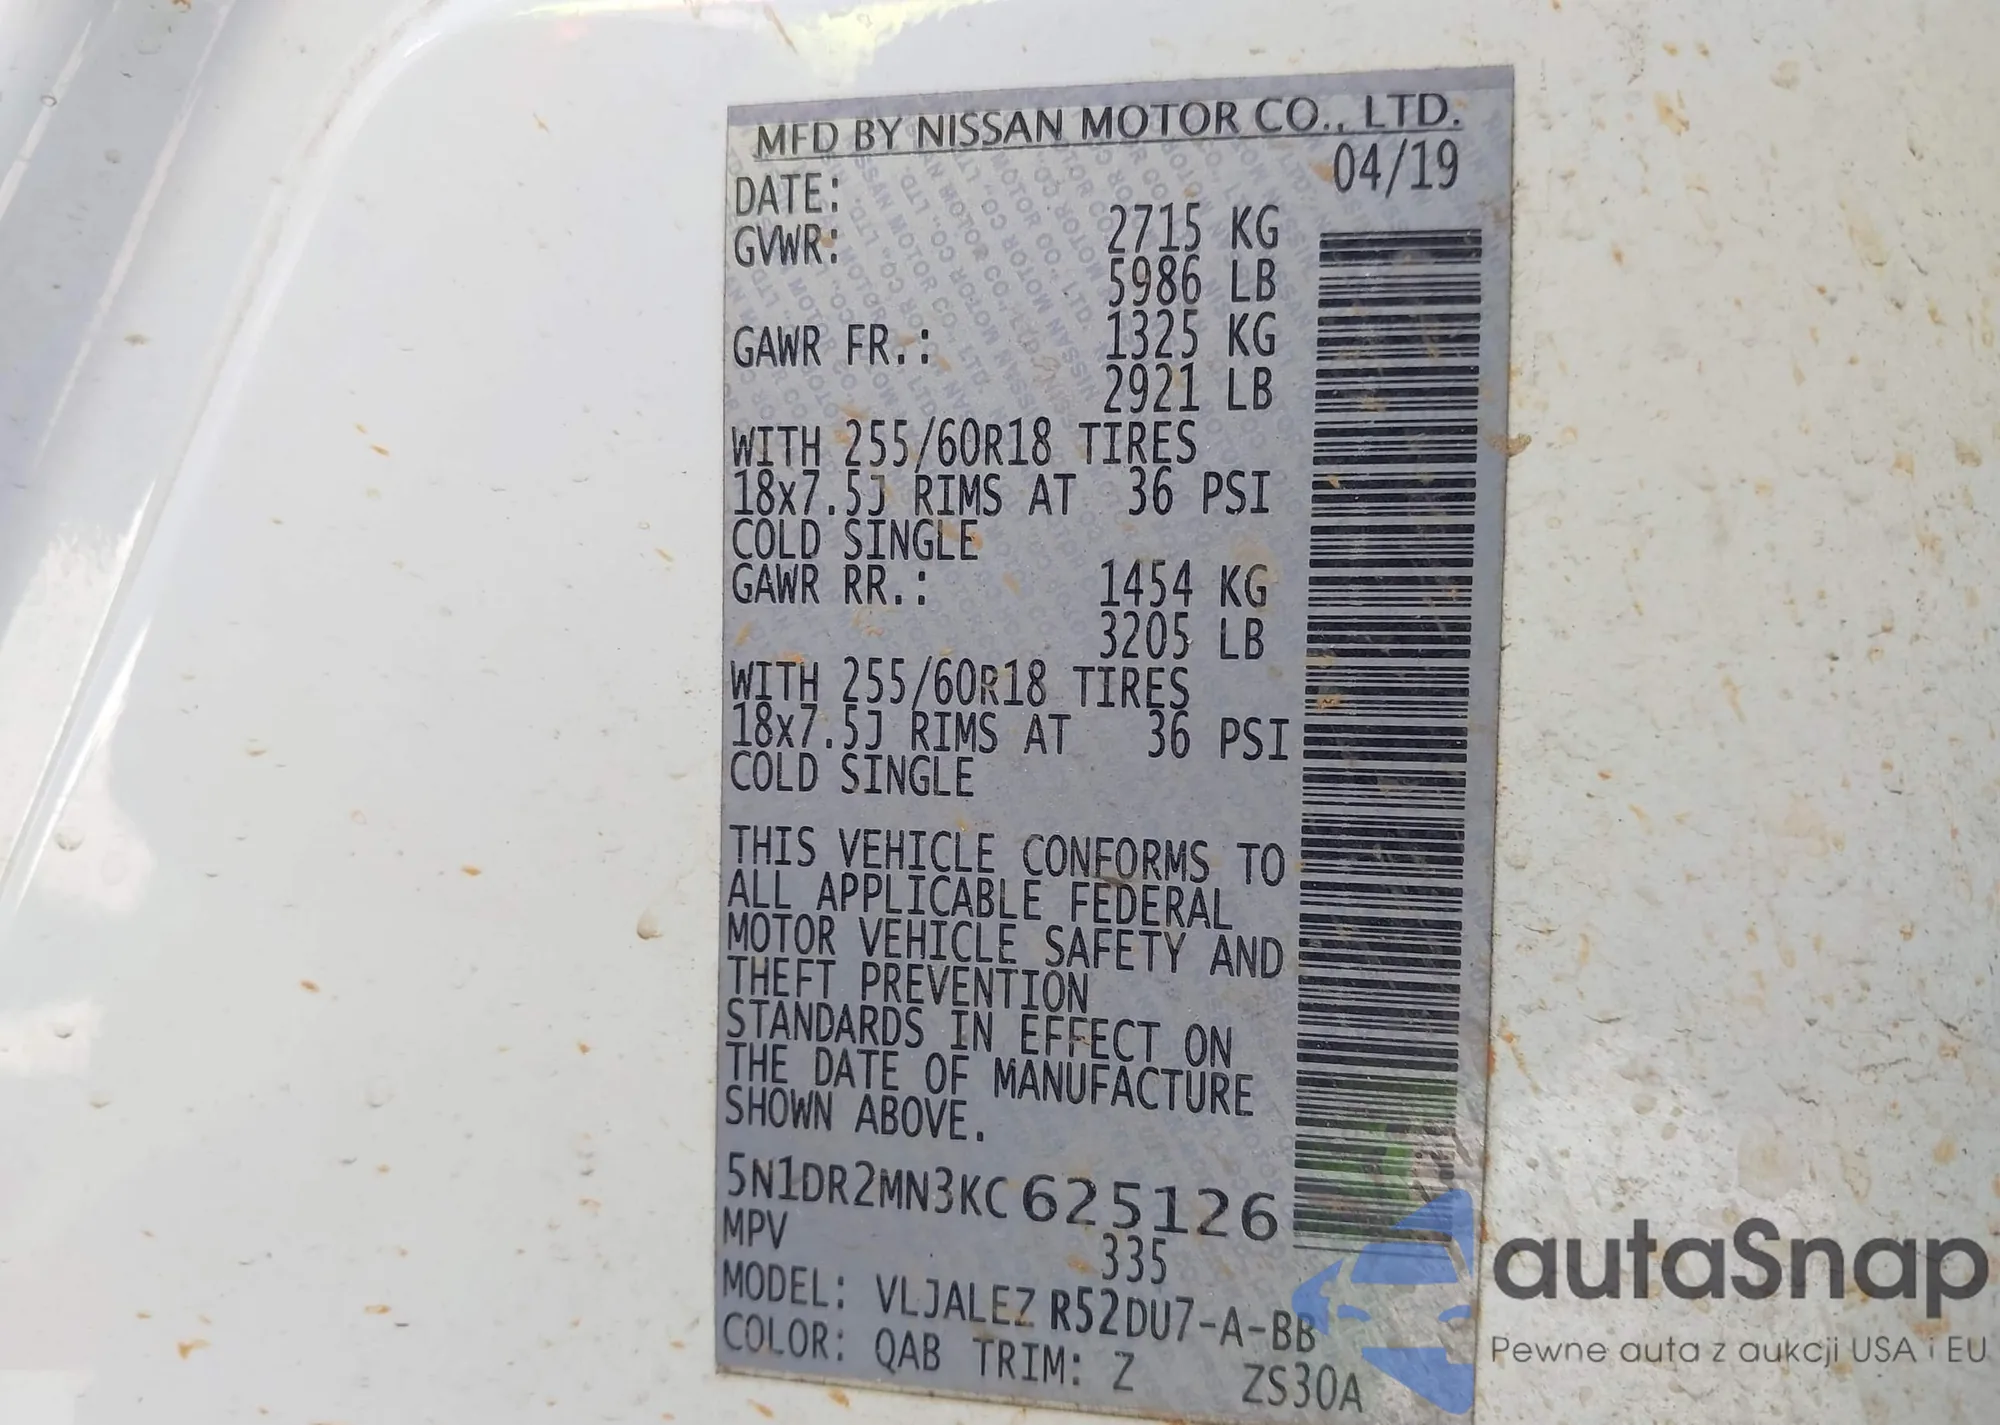 MFD BY NISSAN MOTOR CO., LTD.
DATE: 04/19
GVWR: 2715 KG
5986 LB
GAWR FR.: 1325 KG
2921 LB
WITH 255/60R18 TIRES
18x7.5J RIMS AT 36 PSI
COLD SINGLE
GAWR RR.: 1454 KG
3205 LB
WITH 255/60R18 TIRES
18x7.5J RIMS AT 36 PSI
COLD SINGLE
THIS VEHICLE CONFORMS TO
ALL APPLICABLE FEDERAL
MOTOR VEHICLE SAFETY AND
THEFT PREVENTION
STANDARDS IN EFFECT ON
THE DATE OF MANUFACTURE
SHOWN ABOVE.
5N1DR2MN3KC625126
MPV 335
MODEL: VLJALEZ R52DU7-A-BB
COLOR: QAB TRIM: Z ZS30A
autoSnap
Pewne auta z aukcji USA i EU